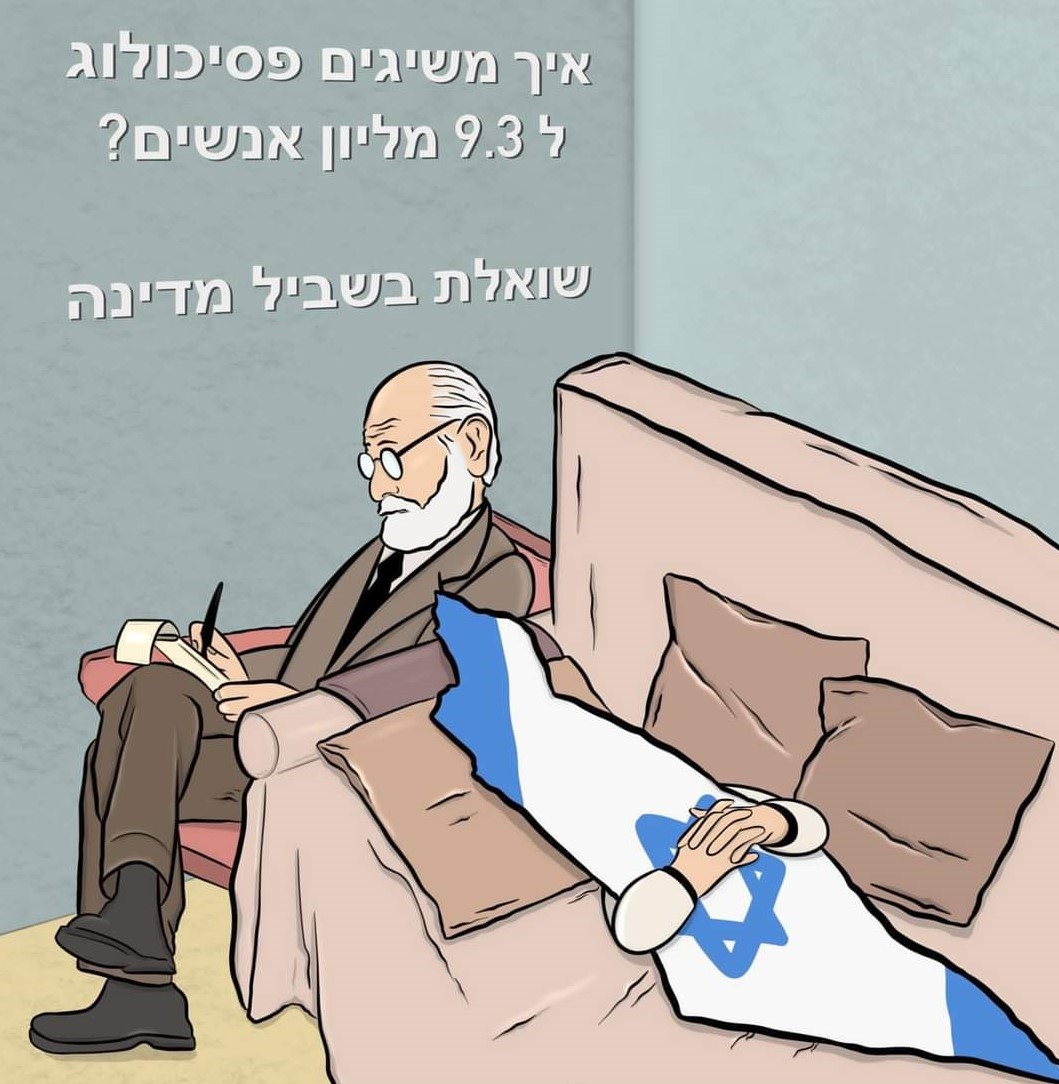 איך משיגים פסיכולוג
ל 9.3 מליון אנשים?
שואלת בשביל מדינה